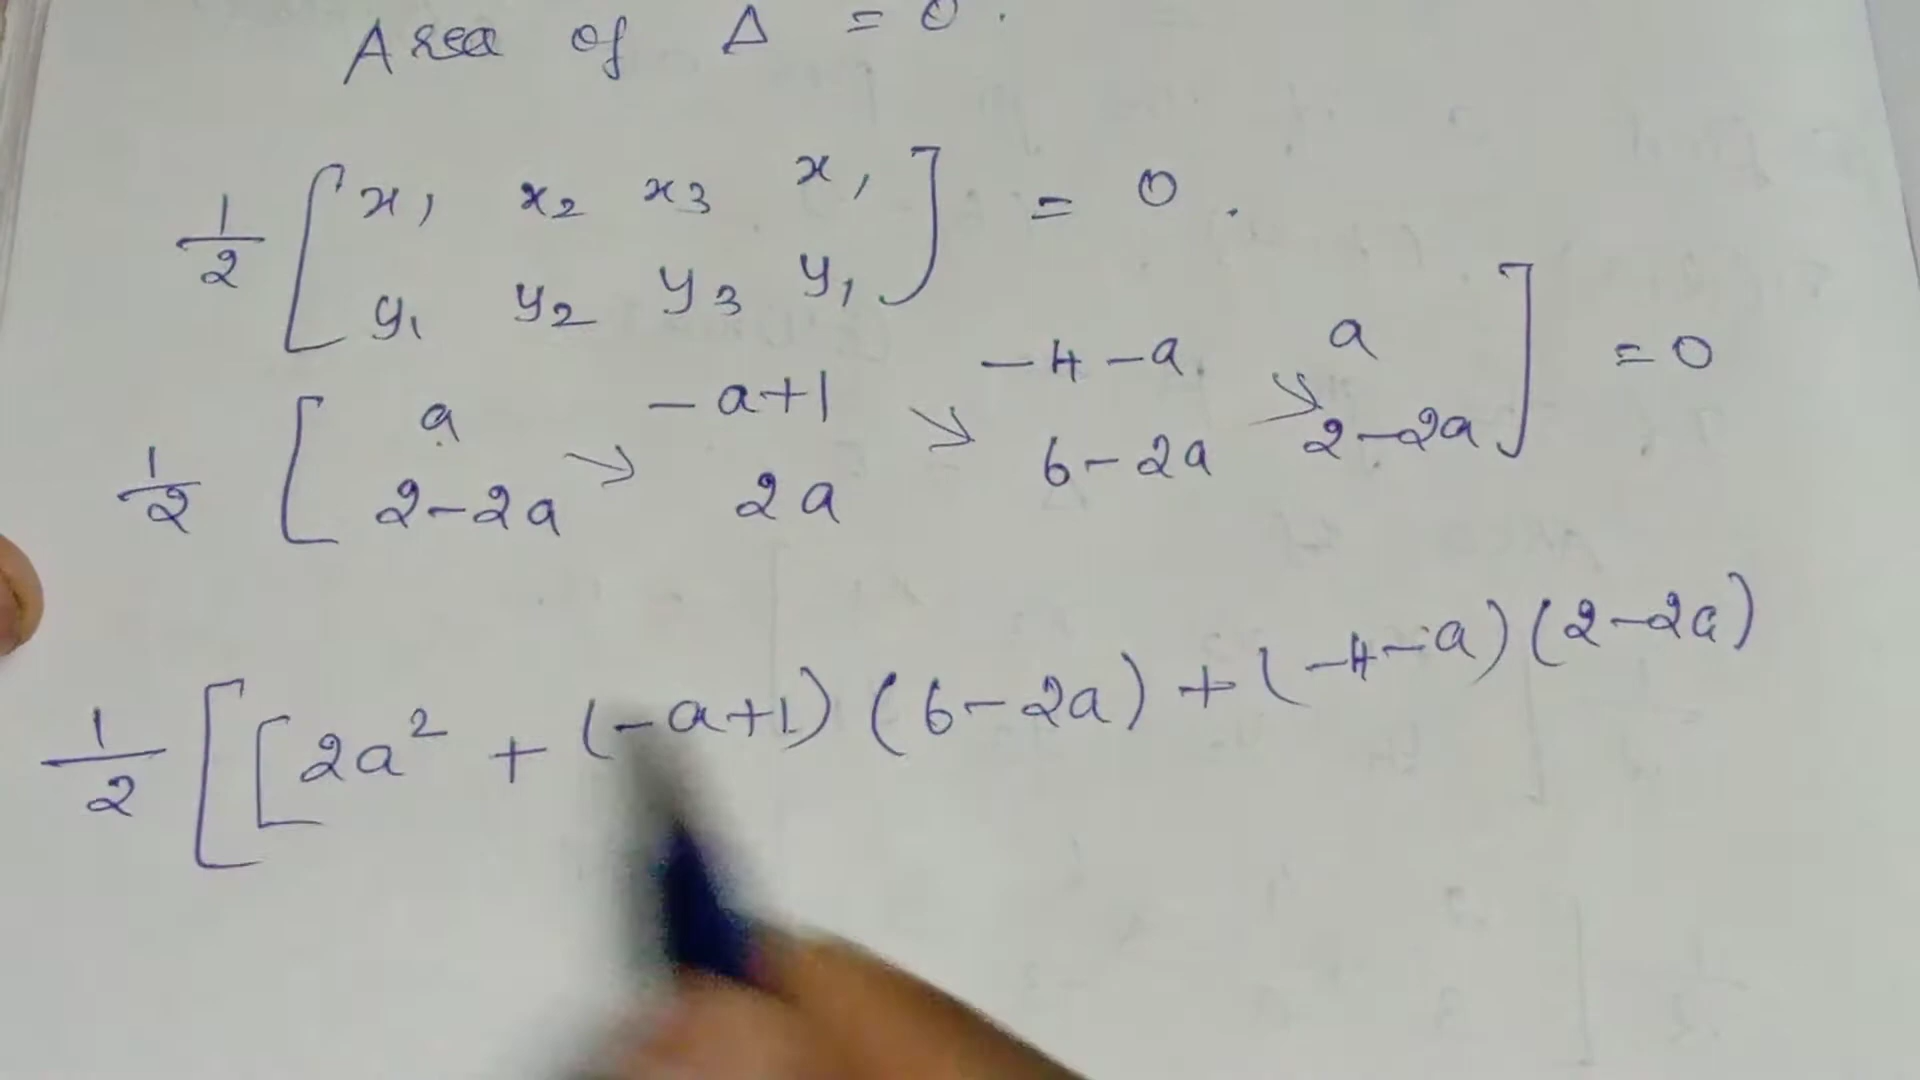 Area of Δ = 0.
1/2 [ x₁ x₂ x₃ x₁
y₁ y₂ y₃ y₁ ] = 0.
1/2 [ a -a+1 -4-a a
2-2a 2a 6-2a 2-2a ] = 0
1/2 [ [ 2a² + (-a+1) (6-2a) + (-4-a) (2-2a)